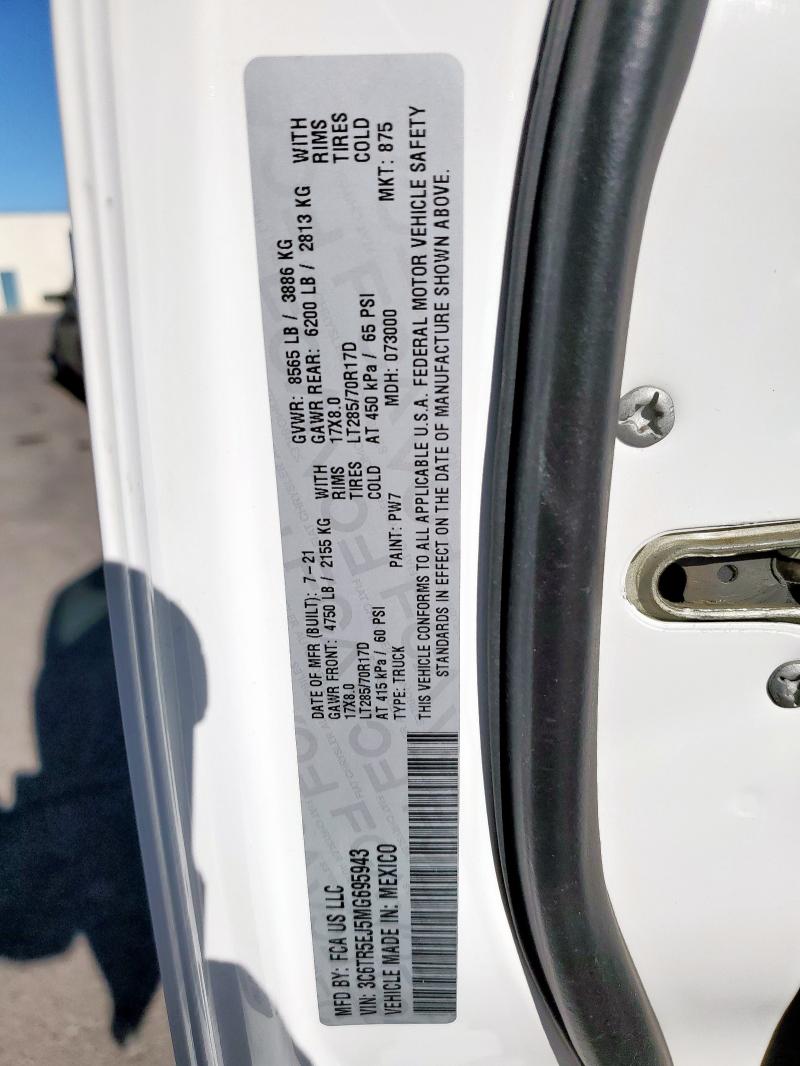 MFD BY: FCA US LLC
DATE OF MFR (BUILT): 7-21
GVWR: 8565 LB / 3886 KG
GAWR FRONT: 4750 LB / 2155 KG WITH
GAWR REAR: 6200 LB / 2813 KG WITH
17X8.0 RIMS
17X8.0 RIMS
LT285/70R17D TIRES
LT285/70R17D TIRES
AT 415 kPa / 60 PSI COLD
AT 450 kPa / 65 PSI COLD
VIN: 3C6TR5EJ5MG695943
TYPE: TRUCK PAINT: PW7 MDH: 073000 MKT: 875
VEHICLE MADE IN: MEXICO
THIS VEHICLE CONFORMS TO ALL APPLICABLE U.S.A. FEDERAL MOTOR VEHICLE SAFETY
STANDARDS IN EFFECT ON THE DATE OF MANUFACTURE SHOWN ABOVE.